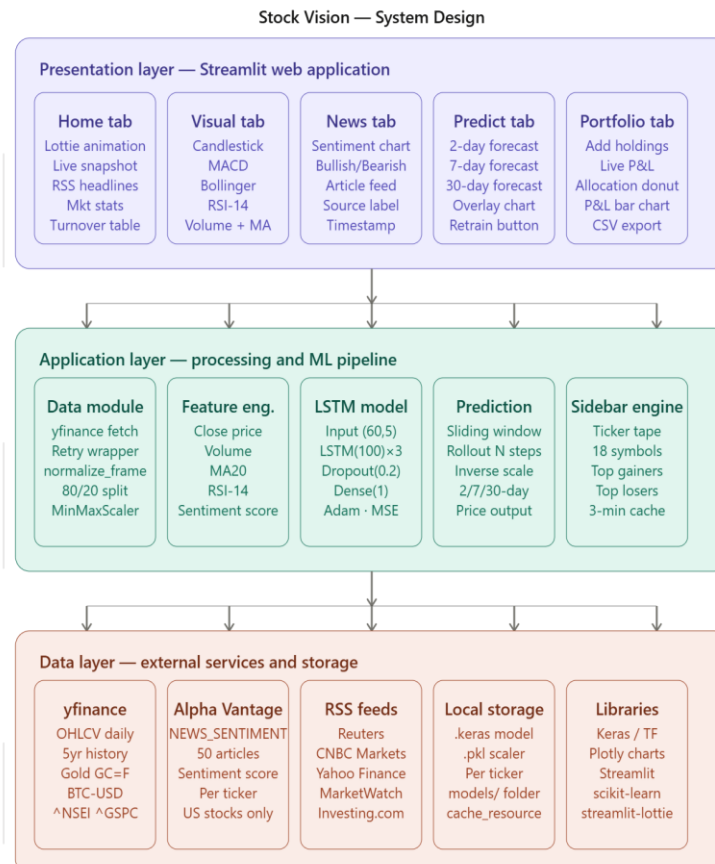 Stock Vision — System Design
Presentation layer — Streamlit web application
Home tab
Lottie animation
Live snapshot
RSS headlines
Mkt stats
Turnover table
Visual tab
Candlestick
MACD
Bollinger
RSI-14
Volume + MA
News tab
Sentiment chart
Bullish/Bearish
Article feed
Source label
Timestamp
Predict tab
2-day forecast
7-day forecast
30-day forecast
Overlay chart
Retrain button
Portfolio tab
Add holdings
Live P&L
Allocation donut
P&L bar chart
CSV export
Application layer — processing and ML pipeline
Data module
yfinance fetch
Retry wrapper
normalize_frame
80/20 split
MinMaxScaler
Feature eng.
Close price
Volume
MA20
RSI-14
Sentiment score
LSTM model
Input (60,5)
LSTM(100)×3
Dropout(0.2)
Dense(1)
Adam · MSE
Prediction
Sliding window
Rollout N steps
Inverse scale
2/7/30-day
Price output
Sidebar engine
Ticker tape
18 symbols
Top gainers
Top losers
3-min cache
Data layer — external services and storage
yfinance
OHLCV daily
5yr history
Gold GC=F
BTC-USD
^NSEI ^GSPC
Alpha Vantage
NEWS_SENTIMENT
50 articles
Sentiment score
Per ticker
US stocks only
RSS feeds
Reuters
CNBC Markets
Yahoo Finance
MarketWatch
Investing.com
Local storage
.keras model
.pkl scaler
Per ticker
models/ folder
cache_resource
Libraries
Keras / TF
Plotly charts
Streamlit
scikit-learn
streamlit-lottie